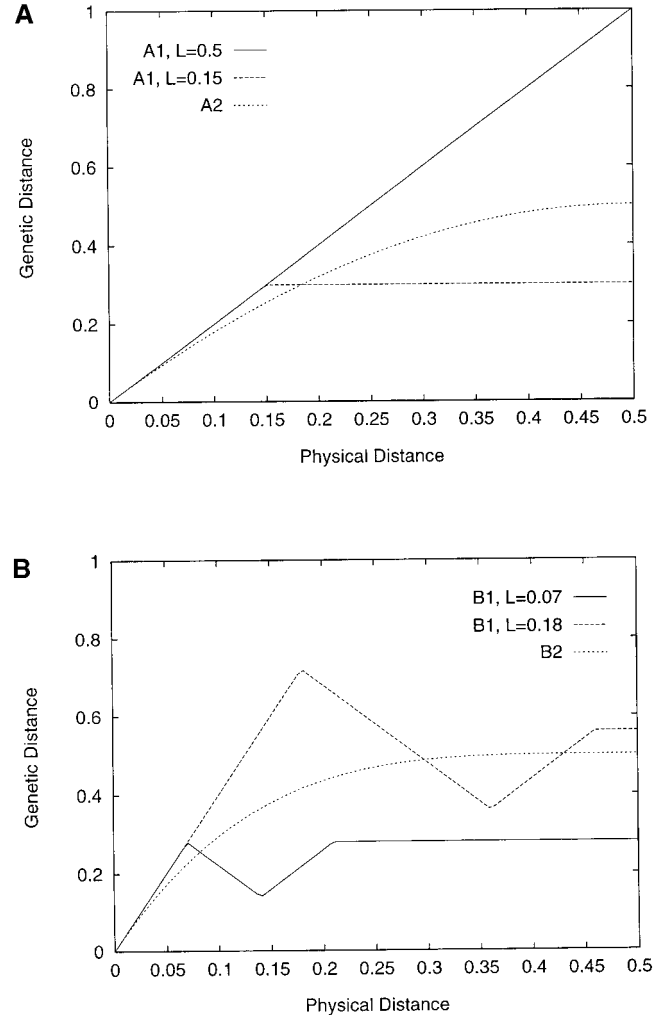 A
1
0.8
0.6
0.4
0.2
0
Genetic Distance
A1, L=0.5
A1, L=0.15
A2
0 0.05 0.1 0.15 0.2 0.25 0.3 0.35 0.4 0.45 0.5
Physical Distance
B
1
0.8
0.6
0.4
0.2
0
Genetic Distance
B1, L=0.07
B1, L=0.18
B2
0 0.05 0.1 0.15 0.2 0.25 0.3 0.35 0.4 0.45 0.5
Physical Distance